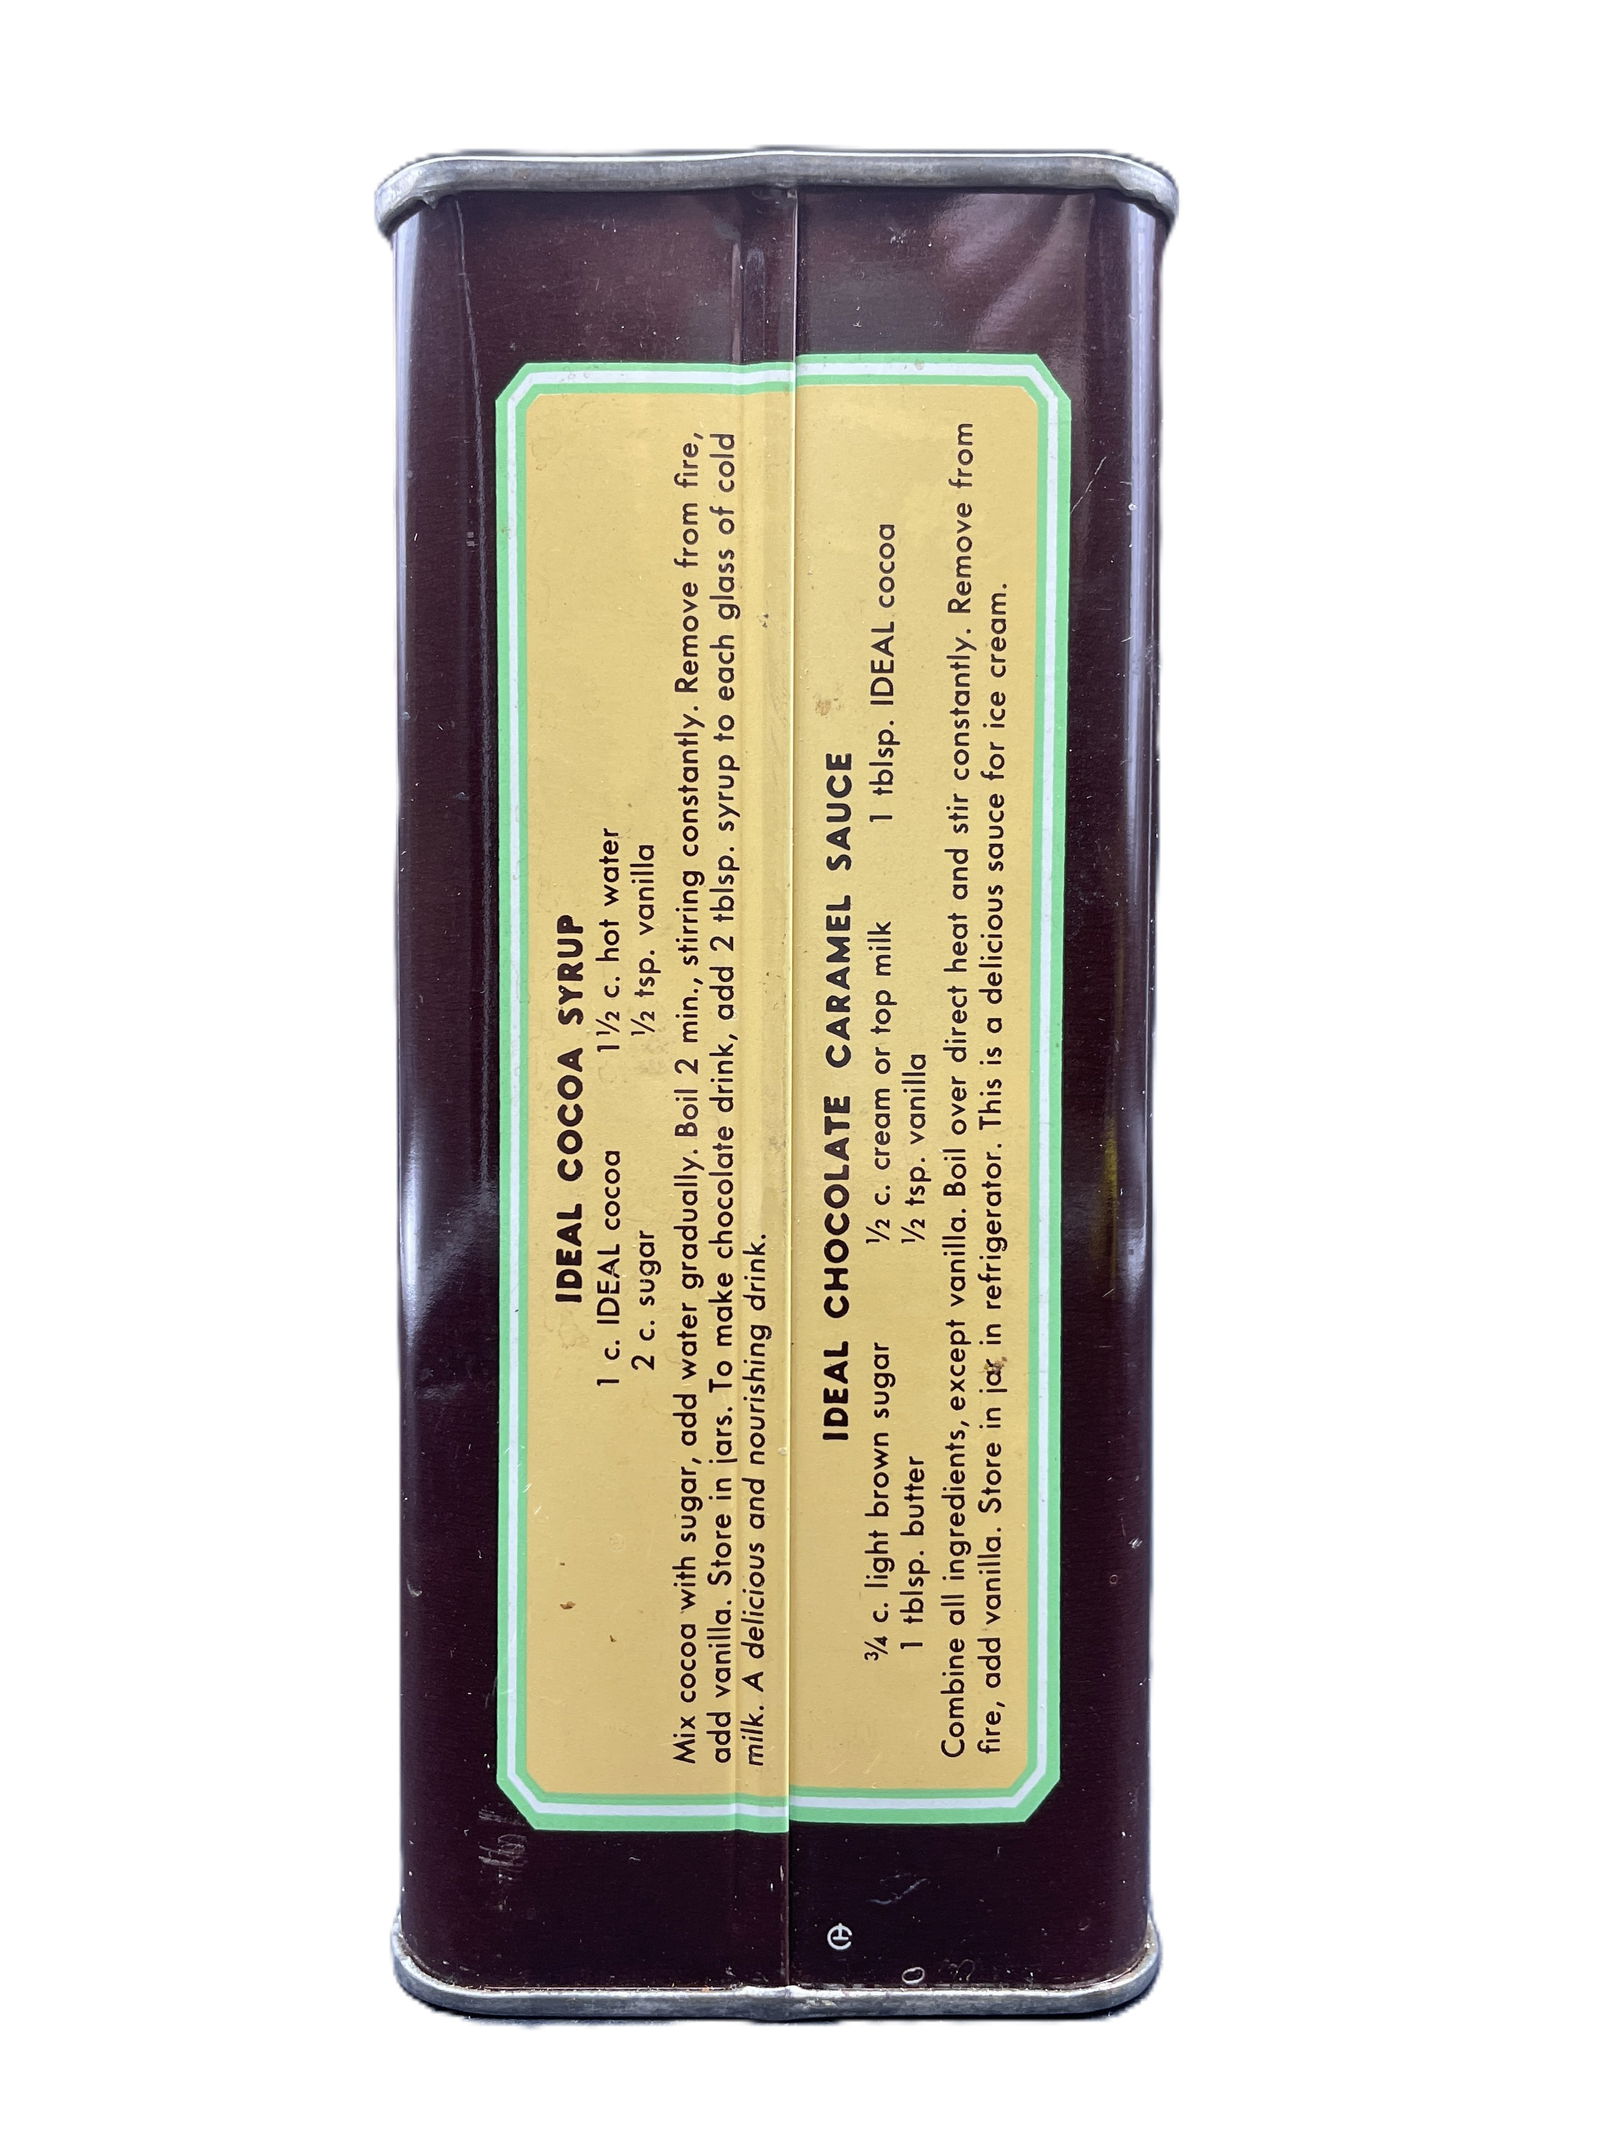 IDEAL COCOA SYRUP
1 c. IDEAL cocoa 1½ c. hot water
2 c. sugar ½ tsp. vanilla
Mix cocoa with sugar, add water gradually. Boil 2 min., stirring constantly. Remove from fire,
add vanilla. Store in jars. To make chocolate drink, add 2 tblsp. syrup to each glass of cold
milk. A delicious and nourishing drink.
IDEAL CHOCOLATE CARAMEL SAUCE
¾ c. light brown sugar ½ c. cream or top milk 1 tblsp. IDEAL cocoa
1 tblsp. butter ½ tsp. vanilla
Combine all ingredients, except vanilla. Boil over direct heat and stir constantly. Remove from
fire, add vanilla. Store in jar in refrigerator. This is a delicious sauce for ice cream.